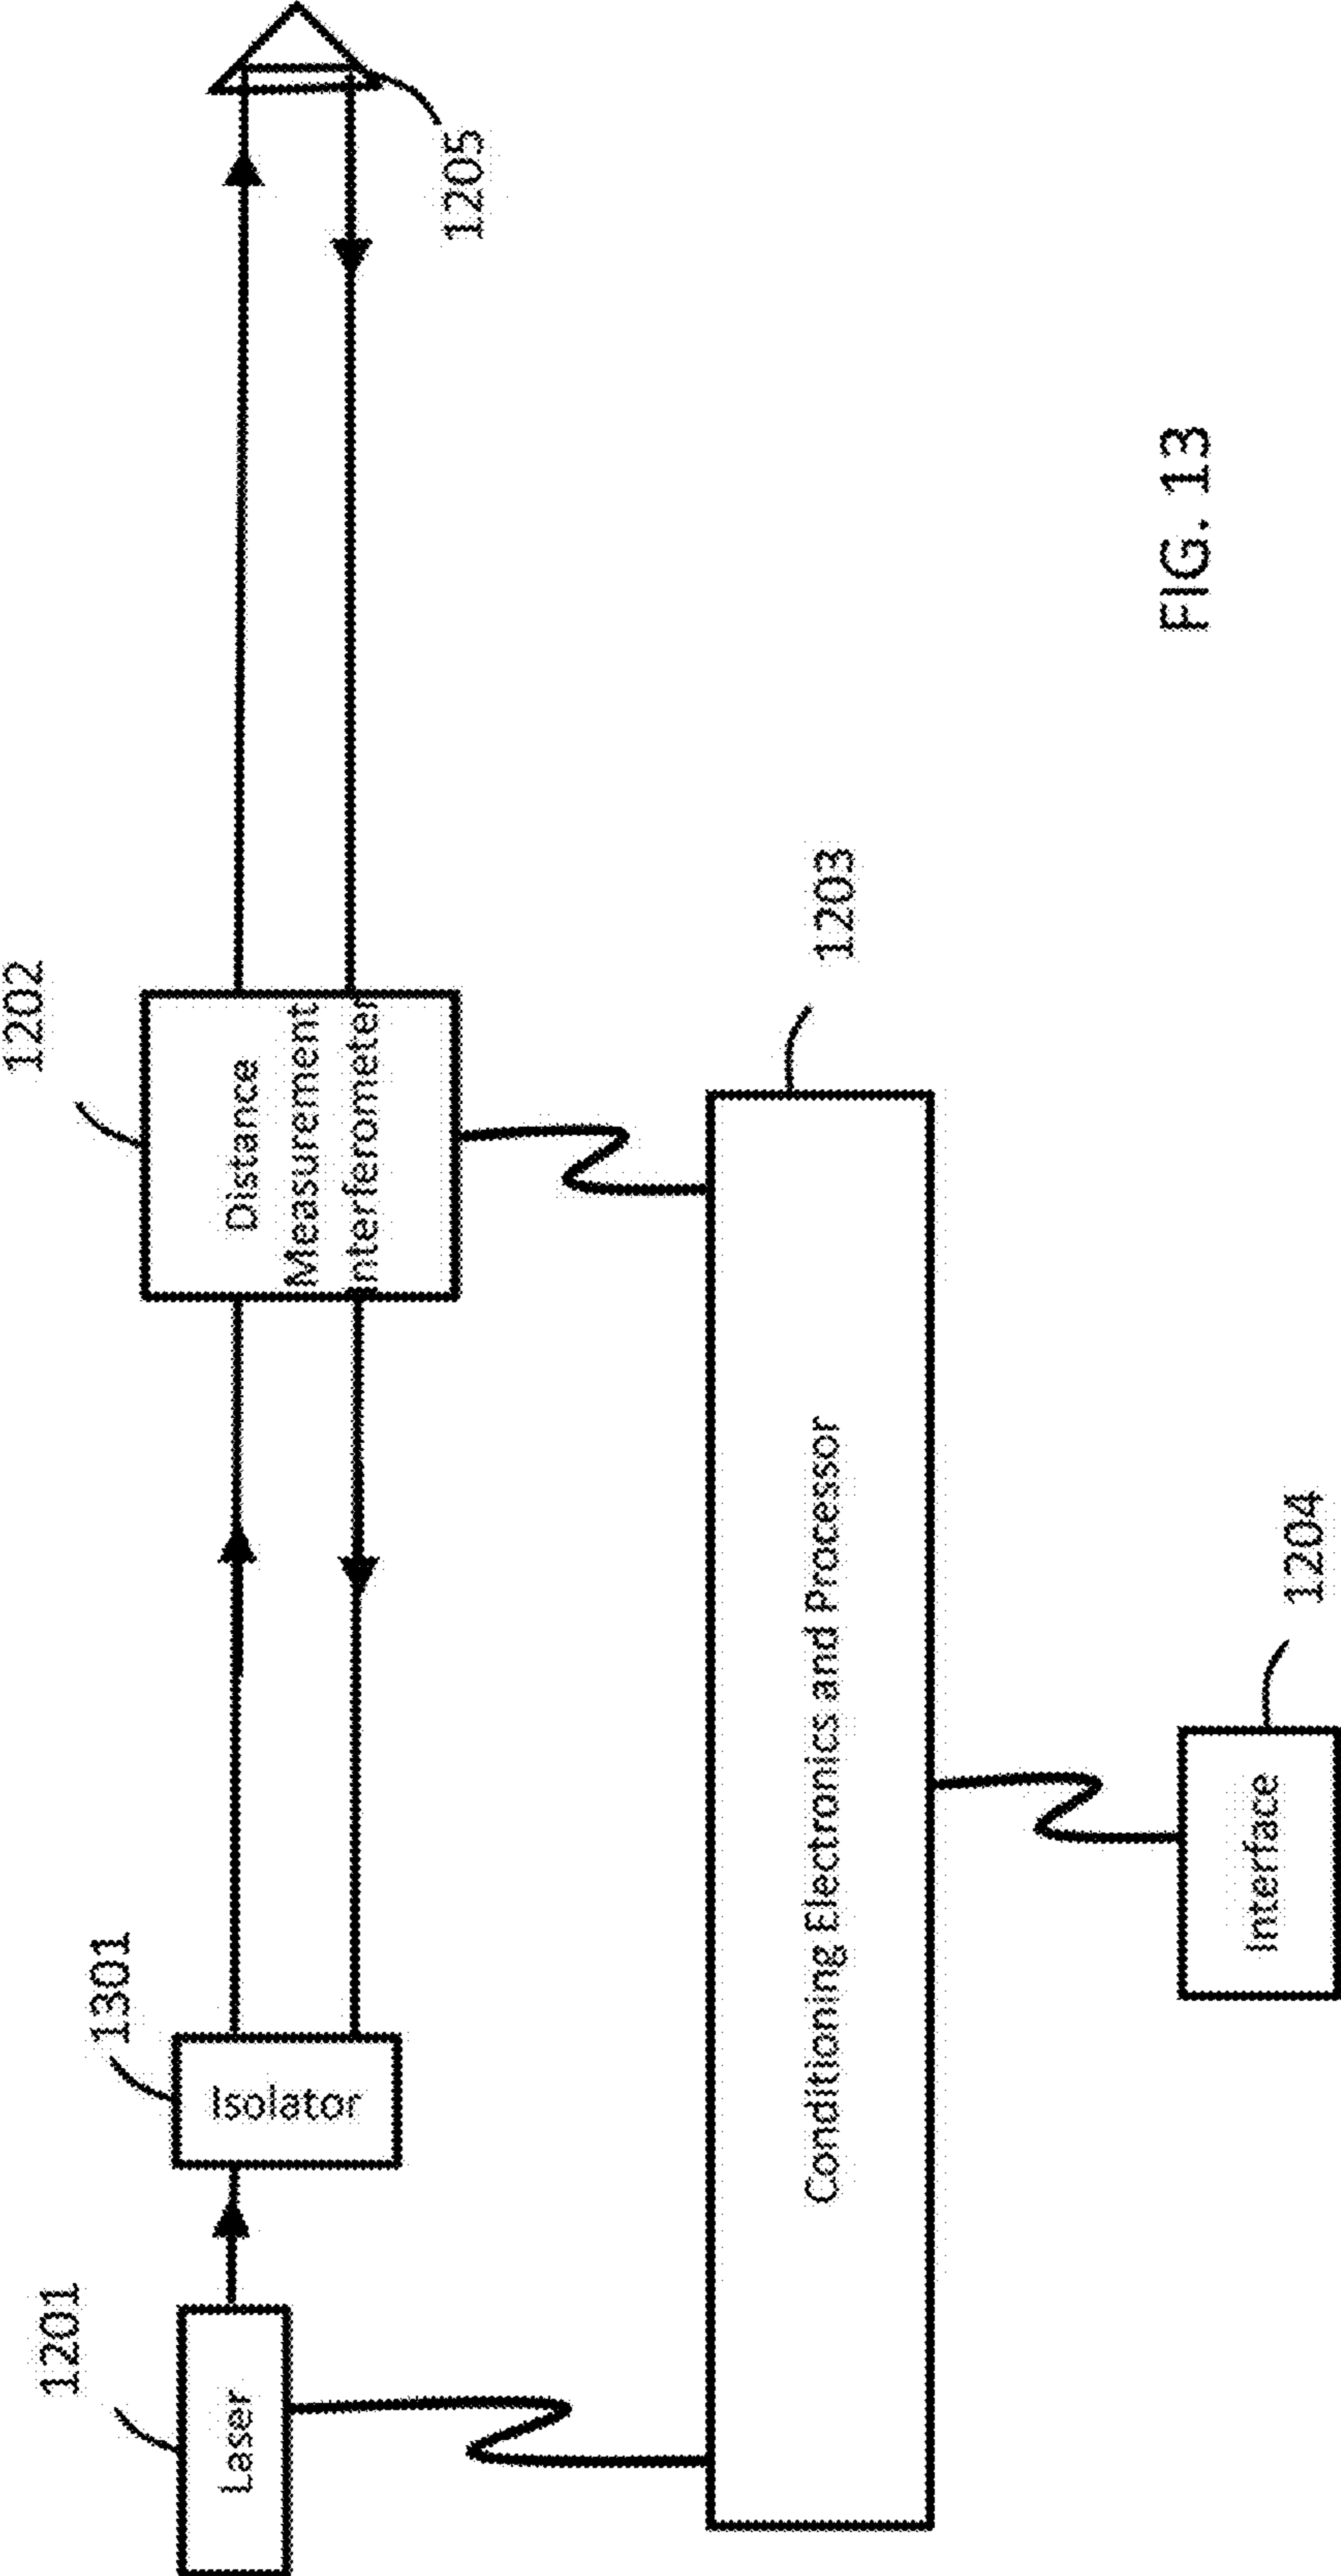 1201
Laser
1301
Isolator
1202
Distance
Measurement
Interferometer
1205
Conditioning Electronics and Processor
1203
Interface
1204
FIG. 13